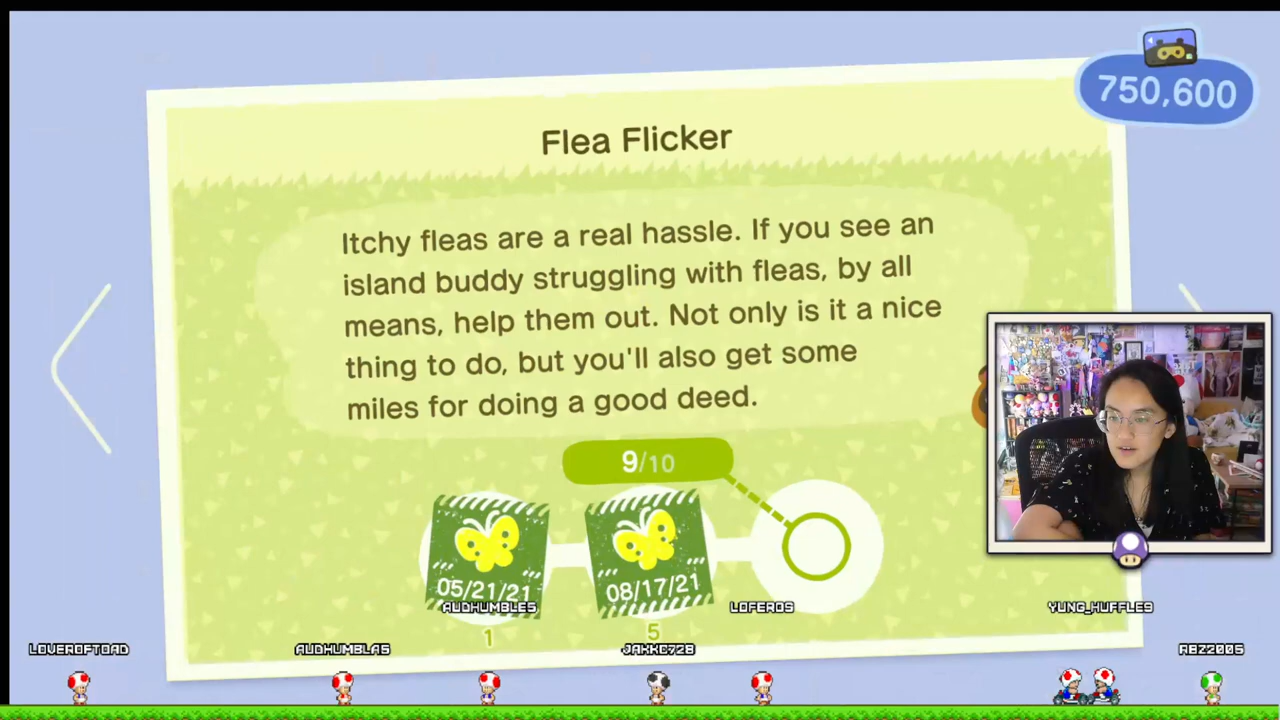 750,600
Flea Flicker
Itchy fleas are a real hassle. If you see an
island buddy struggling with fleas, by all
means, help them out. Not only is it a nice
thing to do, but you'll also get some
miles for doing a good deed.
9/10
05/21/21
08/17/21
AUDHUMBLES
LOFEROS
YUNG_HUFFLE9
1
5
LOVEROFTOAD
AUDHUMBLAS
JAKKC728
ABZ2005